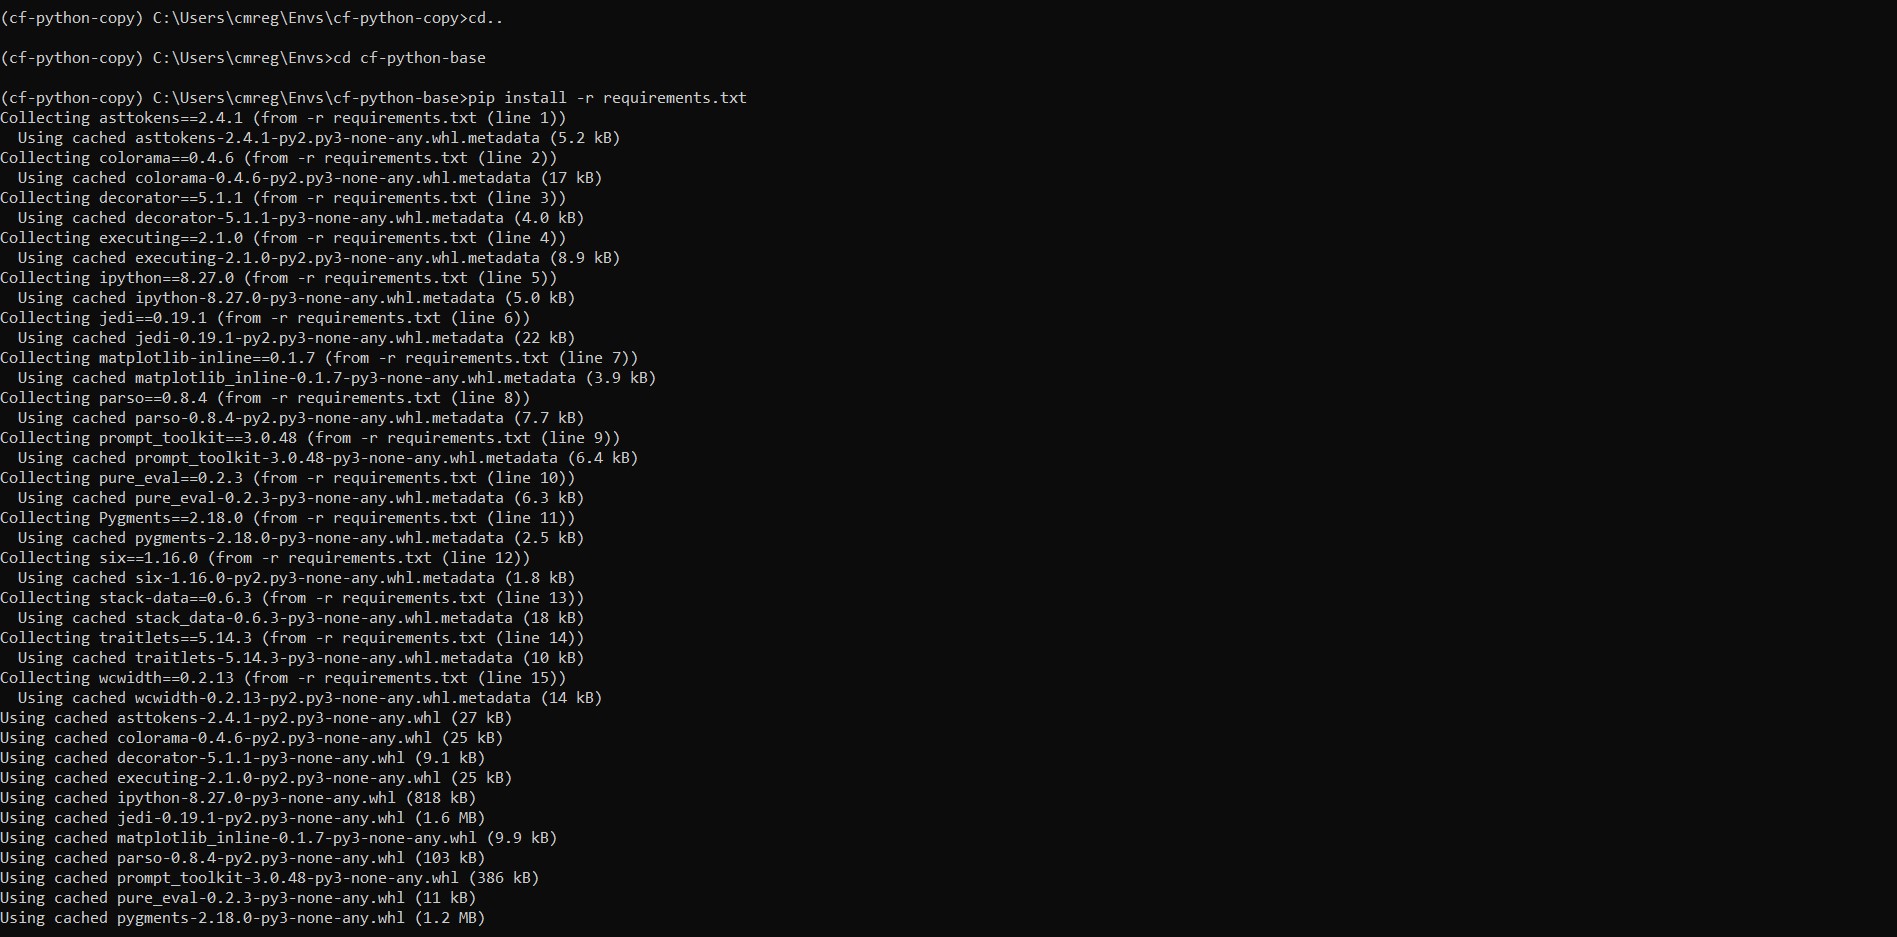 (cf-python-copy) C:\Users\cmreg\Envs\cf-python-copy>cd..
(cf-python-copy) C:\Users\cmreg\Envs>cd cf-python-base
(cf-python-copy) C:\Users\cmreg\Envs\cf-python-base>pip install -r requirements.txt
Collecting asttokens==2.4.1 (from -r requirements.txt (line 1))
  Using cached asttokens-2.4.1-py2.py3-none-any.whl.metadata (5.2 kB)
Collecting colorama==0.4.6 (from -r requirements.txt (line 2))
  Using cached colorama-0.4.6-py2.py3-none-any.whl.metadata (17 kB)
Collecting decorator==5.1.1 (from -r requirements.txt (line 3))
  Using cached decorator-5.1.1-py3-none-any.whl.metadata (4.0 kB)
Collecting executing==2.1.0 (from -r requirements.txt (line 4))
  Using cached executing-2.1.0-py2.py3-none-any.whl.metadata (8.9 kB)
Collecting ipython==8.27.0 (from -r requirements.txt (line 5))
  Using cached ipython-8.27.0-py3-none-any.whl.metadata (5.0 kB)
Collecting jedi==0.19.1 (from -r requirements.txt (line 6))
  Using cached jedi-0.19.1-py2.py3-none-any.whl.metadata (22 kB)
Collecting matplotlib-inline==0.1.7 (from -r requirements.txt (line 7))
  Using cached matplotlib_inline-0.1.7-py3-none-any.whl.metadata (3.9 kB)
Collecting parso==0.8.4 (from -r requirements.txt (line 8))
  Using cached parso-0.8.4-py2.py3-none-any.whl.metadata (7.7 kB)
Collecting prompt_toolkit==3.0.48 (from -r requirements.txt (line 9))
  Using cached prompt_toolkit-3.0.48-py3-none-any.whl.metadata (6.4 kB)
Collecting pure_eval==0.2.3 (from -r requirements.txt (line 10))
  Using cached pure_eval-0.2.3-py3-none-any.whl.metadata (6.3 kB)
Collecting Pygments==2.18.0 (from -r requirements.txt (line 11))
  Using cached pygments-2.18.0-py3-none-any.whl.metadata (2.5 kB)
Collecting six==1.16.0 (from -r requirements.txt (line 12))
  Using cached six-1.16.0-py2.py3-none-any.whl.metadata (1.8 kB)
Collecting stack-data==0.6.3 (from -r requirements.txt (line 13))
  Using cached stack_data-0.6.3-py3-none-any.whl.metadata (18 kB)
Collecting traitlets==5.14.3 (from -r requirements.txt (line 14))
  Using cached traitlets-5.14.3-py3-none-any.whl.metadata (10 kB)
Collecting wcwidth==0.2.13 (from -r requirements.txt (line 15))
  Using cached wcwidth-0.2.13-py2.py3-none-any.whl.metadata (14 kB)
Using cached asttokens-2.4.1-py2.py3-none-any.whl (27 kB)
Using cached colorama-0.4.6-py2.py3-none-any.whl (25 kB)
Using cached decorator-5.1.1-py3-none-any.whl (9.1 kB)
Using cached executing-2.1.0-py2.py3-none-any.whl (25 kB)
Using cached ipython-8.27.0-py3-none-any.whl (818 kB)
Using cached jedi-0.19.1-py2.py3-none-any.whl (1.6 MB)
Using cached matplotlib_inline-0.1.7-py3-none-any.whl (9.9 kB)
Using cached parso-0.8.4-py2.py3-none-any.whl (103 kB)
Using cached prompt_toolkit-3.0.48-py3-none-any.whl (386 kB)
Using cached pure_eval-0.2.3-py3-none-any.whl (11 kB)
Using cached pygments-2.18.0-py3-none-any.whl (1.2 MB)